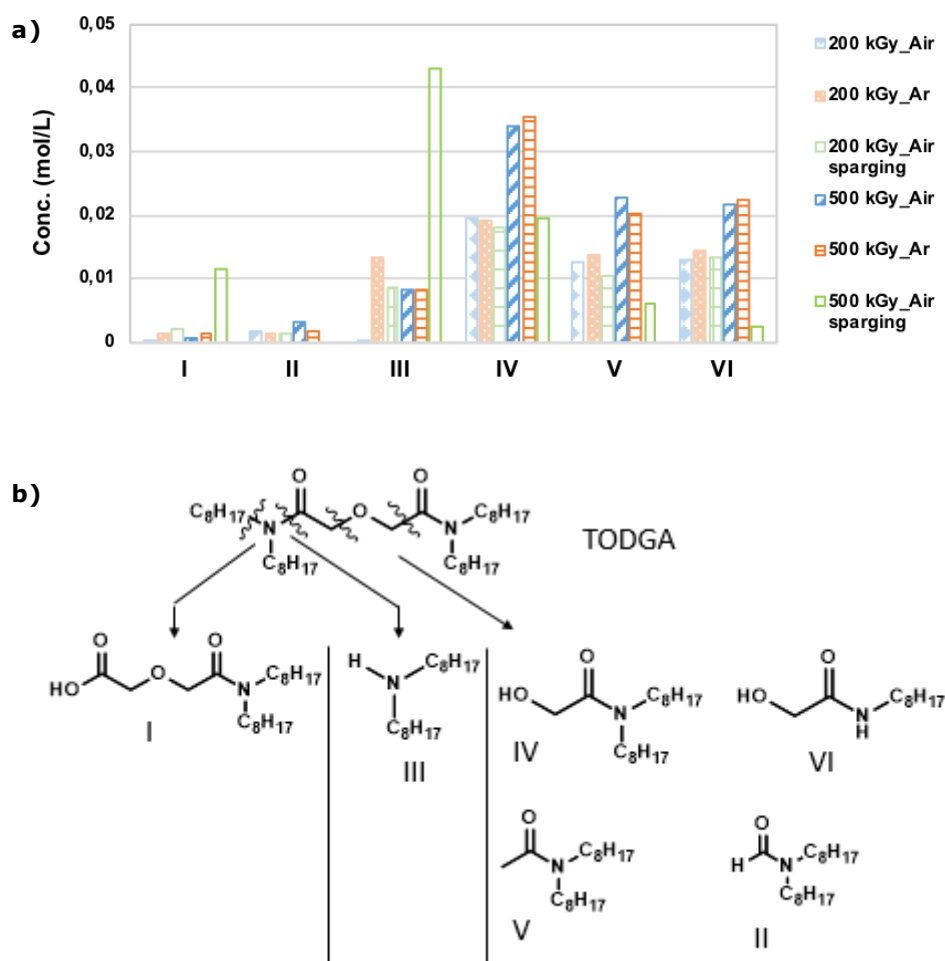 a)
Conc. (mol/L)
0,05
0,04
0,03
0,02
0,01
0
I II III IV V VI
200 kGy_Air
200 kGy_Ar
200 kGy_Air
sparging
500 kGy_Air
500 kGy_Ar
500 kGy_Air
sparging
b)
O O
C₈H₁₇ N O N C₈H₁₇
C₈H₁₇ C₈H₁₇
TODGA
O O
HO O N C₈H₁₇
C₈H₁₇
I
H C₈H₁₇
N
C₈H₁₇
III
O
HO N C₈H₁₇
C₈H₁₇
IV
O
HO N C₈H₁₇
H
VI
O
N C₈H₁₇
C₈H₁₇
V
O
H N C₈H₁₇
C₈H₁₇
II